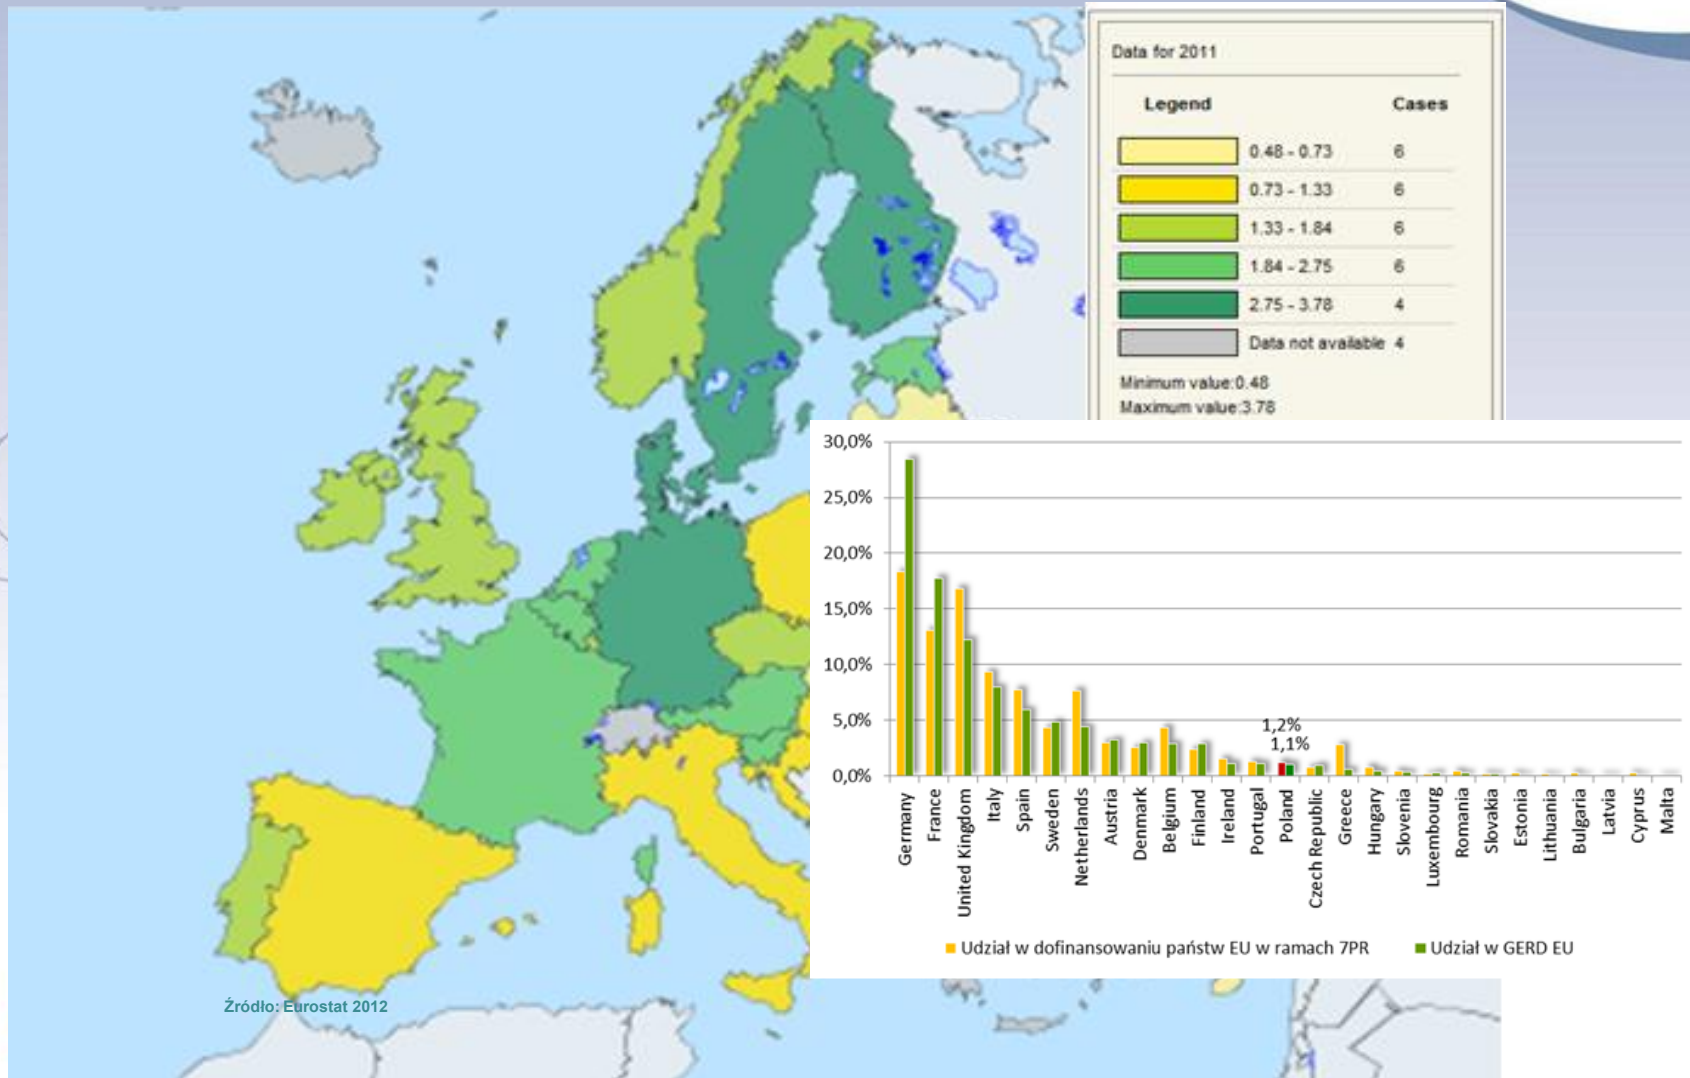 Data for 2011
Legend Cases
0.48 - 0.73 6
0.73 - 1.33 6
1.33 - 1.84 6
1.84 - 2.75 6
2.75 - 3.78 4
Data not available 4
Minimum value:0.48
Maximum value:3.78
30,0%
25,0%
20,0%
15,0%
10,0%
5,0%
0,0%
1,2%
1,1%
Germany
France
United Kingdom
Italy
Spain
Sweden
Netherlands
Austria
Denmark
Belgium
Finland
Ireland
Portugal
Poland
Czech Republic
Greece
Hungary
Slovenia
Luxembourg
Romania
Slovakia
Estonia
Lithuania
Bulgaria
Latvia
Cyprus
Malta
Udział w dofinansowaniu państw EU w ramach 7PR
Udział w GERD EU
Źródło: Eurostat 2012